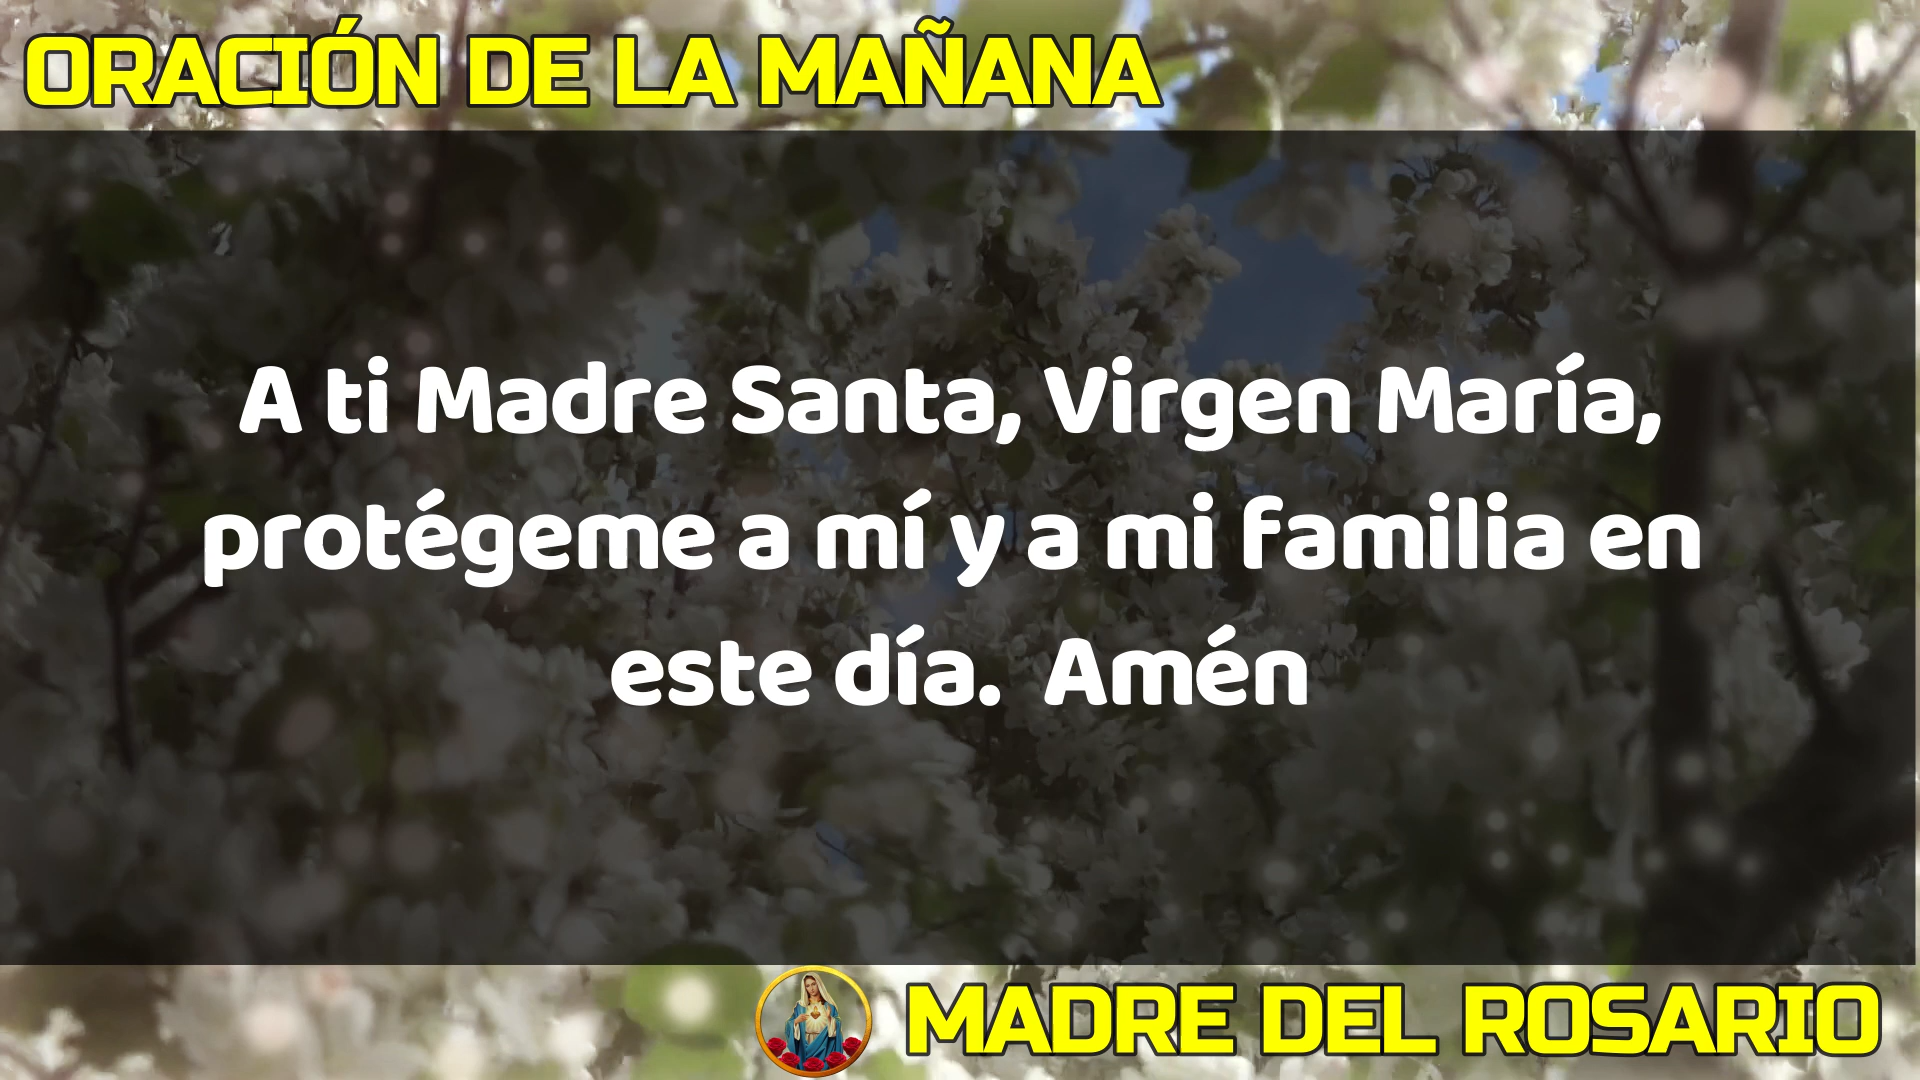 ORACIÓN DE LA MAÑANA
A ti Madre Santa, Virgen María,
protégeme a mí y a mi familia en
este día.  Amén
MADRE DEL ROSARIO